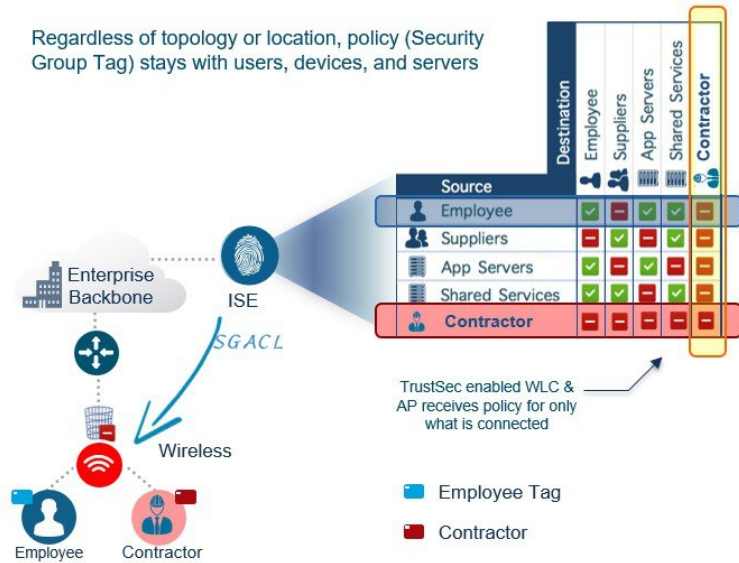 Regardless of topology or location, policy (Security
Group Tag) stays with users, devices, and servers
Destination
Employee
Suppliers
App Servers
Shared Services
Contractor
Source
Employee
Suppliers
App Servers
Shared Services
Contractor
Enterprise
Backbone
ISE
SGACL
TrustSec enabled WLC &
AP receives policy for only
what is connected
Wireless
Employee
Contractor
Employee Tag
Contractor